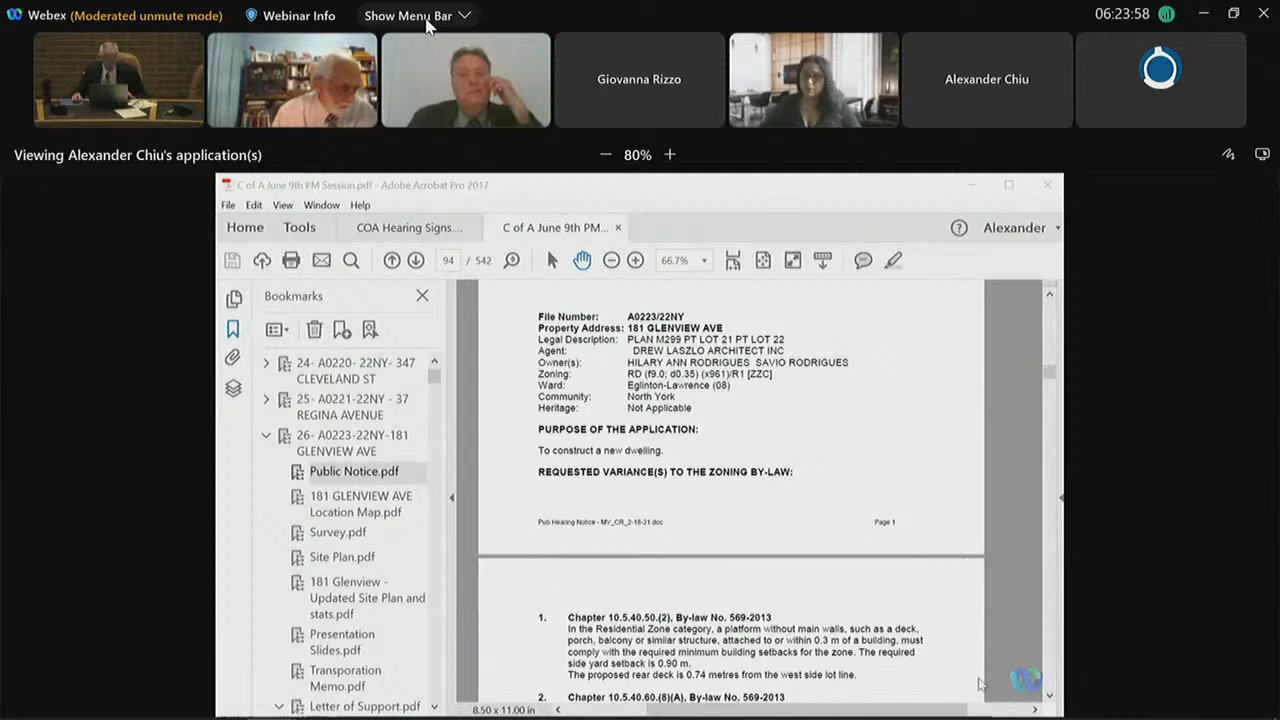 Webex (Moderated unmute mode) Webinar Info Show Menu Bar 06:23:58
Giovanna Rizzo
Alexander Chiu
Viewing Alexander Chiu's application(s) 80%
C of A June 9th PM Session.pdf - Adobe Acrobat Pro 2017
File Edit View Window Help
Home Tools COA Hearing Signs.... C of A June 9th PM... × Alexander
94 / 542 66.7%
Bookmarks
24- A0220- 22NY- 347
CLEVELAND ST
25- A0221-22NY - 37
REGINA AVENUE
26- A0223-22NY-181
GLENVIEW AVE
Public Notice.pdf
181 GLENVIEW AVE
Location Map.pdf
Survey.pdf
Site Plan.pdf
181 Glenview -
Updated Site Plan and
stats.pdf
Presentation
Slides.pdf
Transporation
Memo.pdf
Letter of Support.pdf
File Number: A0223/22NY
Property Address: 181 GLENVIEW AVE
Legal Description: PLAN M299 PT LOT 21 PT LOT 22
Agent: DREW LASZLO ARCHITECT INC
Owner(s): HILARY ANN RODRIGUES SAVIO RODRIGUES
Zoning: RD (f9.0; d0.35) (x961)/R1 [ZZC]
Ward: Eglinton-Lawrence (08)
Community: North York
Heritage: Not Applicable
PURPOSE OF THE APPLICATION:
To construct a new dwelling.
REQUESTED VARIANCE(S) TO THE ZONING BY-LAW:
Pub Hearing Notice - MV_CR_2-16-21.doc Page 1
1. Chapter 10.5.40.50.(2), By-law No. 569-2013
In the Residential Zone category, a platform without main walls, such as a deck,
porch, balcony or similar structure, attached to or within 0.3 m of a building, must
comply with the required minimum building setbacks for the zone. The required
side yard setback is 0.90 m.
The proposed rear deck is 0.74 metres from the west side lot line.
2. Chapter 10.5.40.60.(8)(A), By-law No. 569-2013
8.50 x 11.00 in